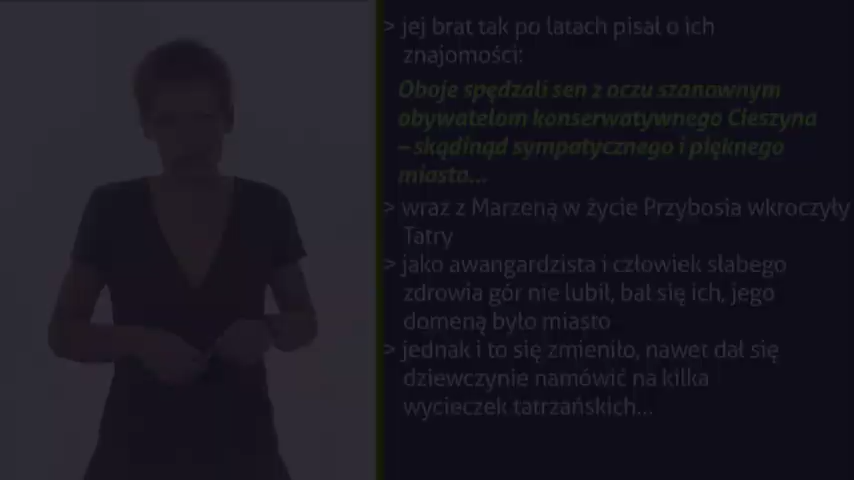 > jej brat tak po latach pisał o ich
znajomości:
Oboje spędzali sen z oczu szanownym
obywatelom konserwatywnego Cieszyna
– skądinąd sympatycznego i pięknego
miasta...
> wraz z Marzeną w życie Przybosia wkroczyły
Tatry
> jako awangardzista i człowiek słabego
zdrowia gór nie lubił, bał się ich, jego
domeną było miasto
> jednak i to się zmieniło, nawet dał się
dziewczynie namówić na kilka
wycieczek tatrzańskich...